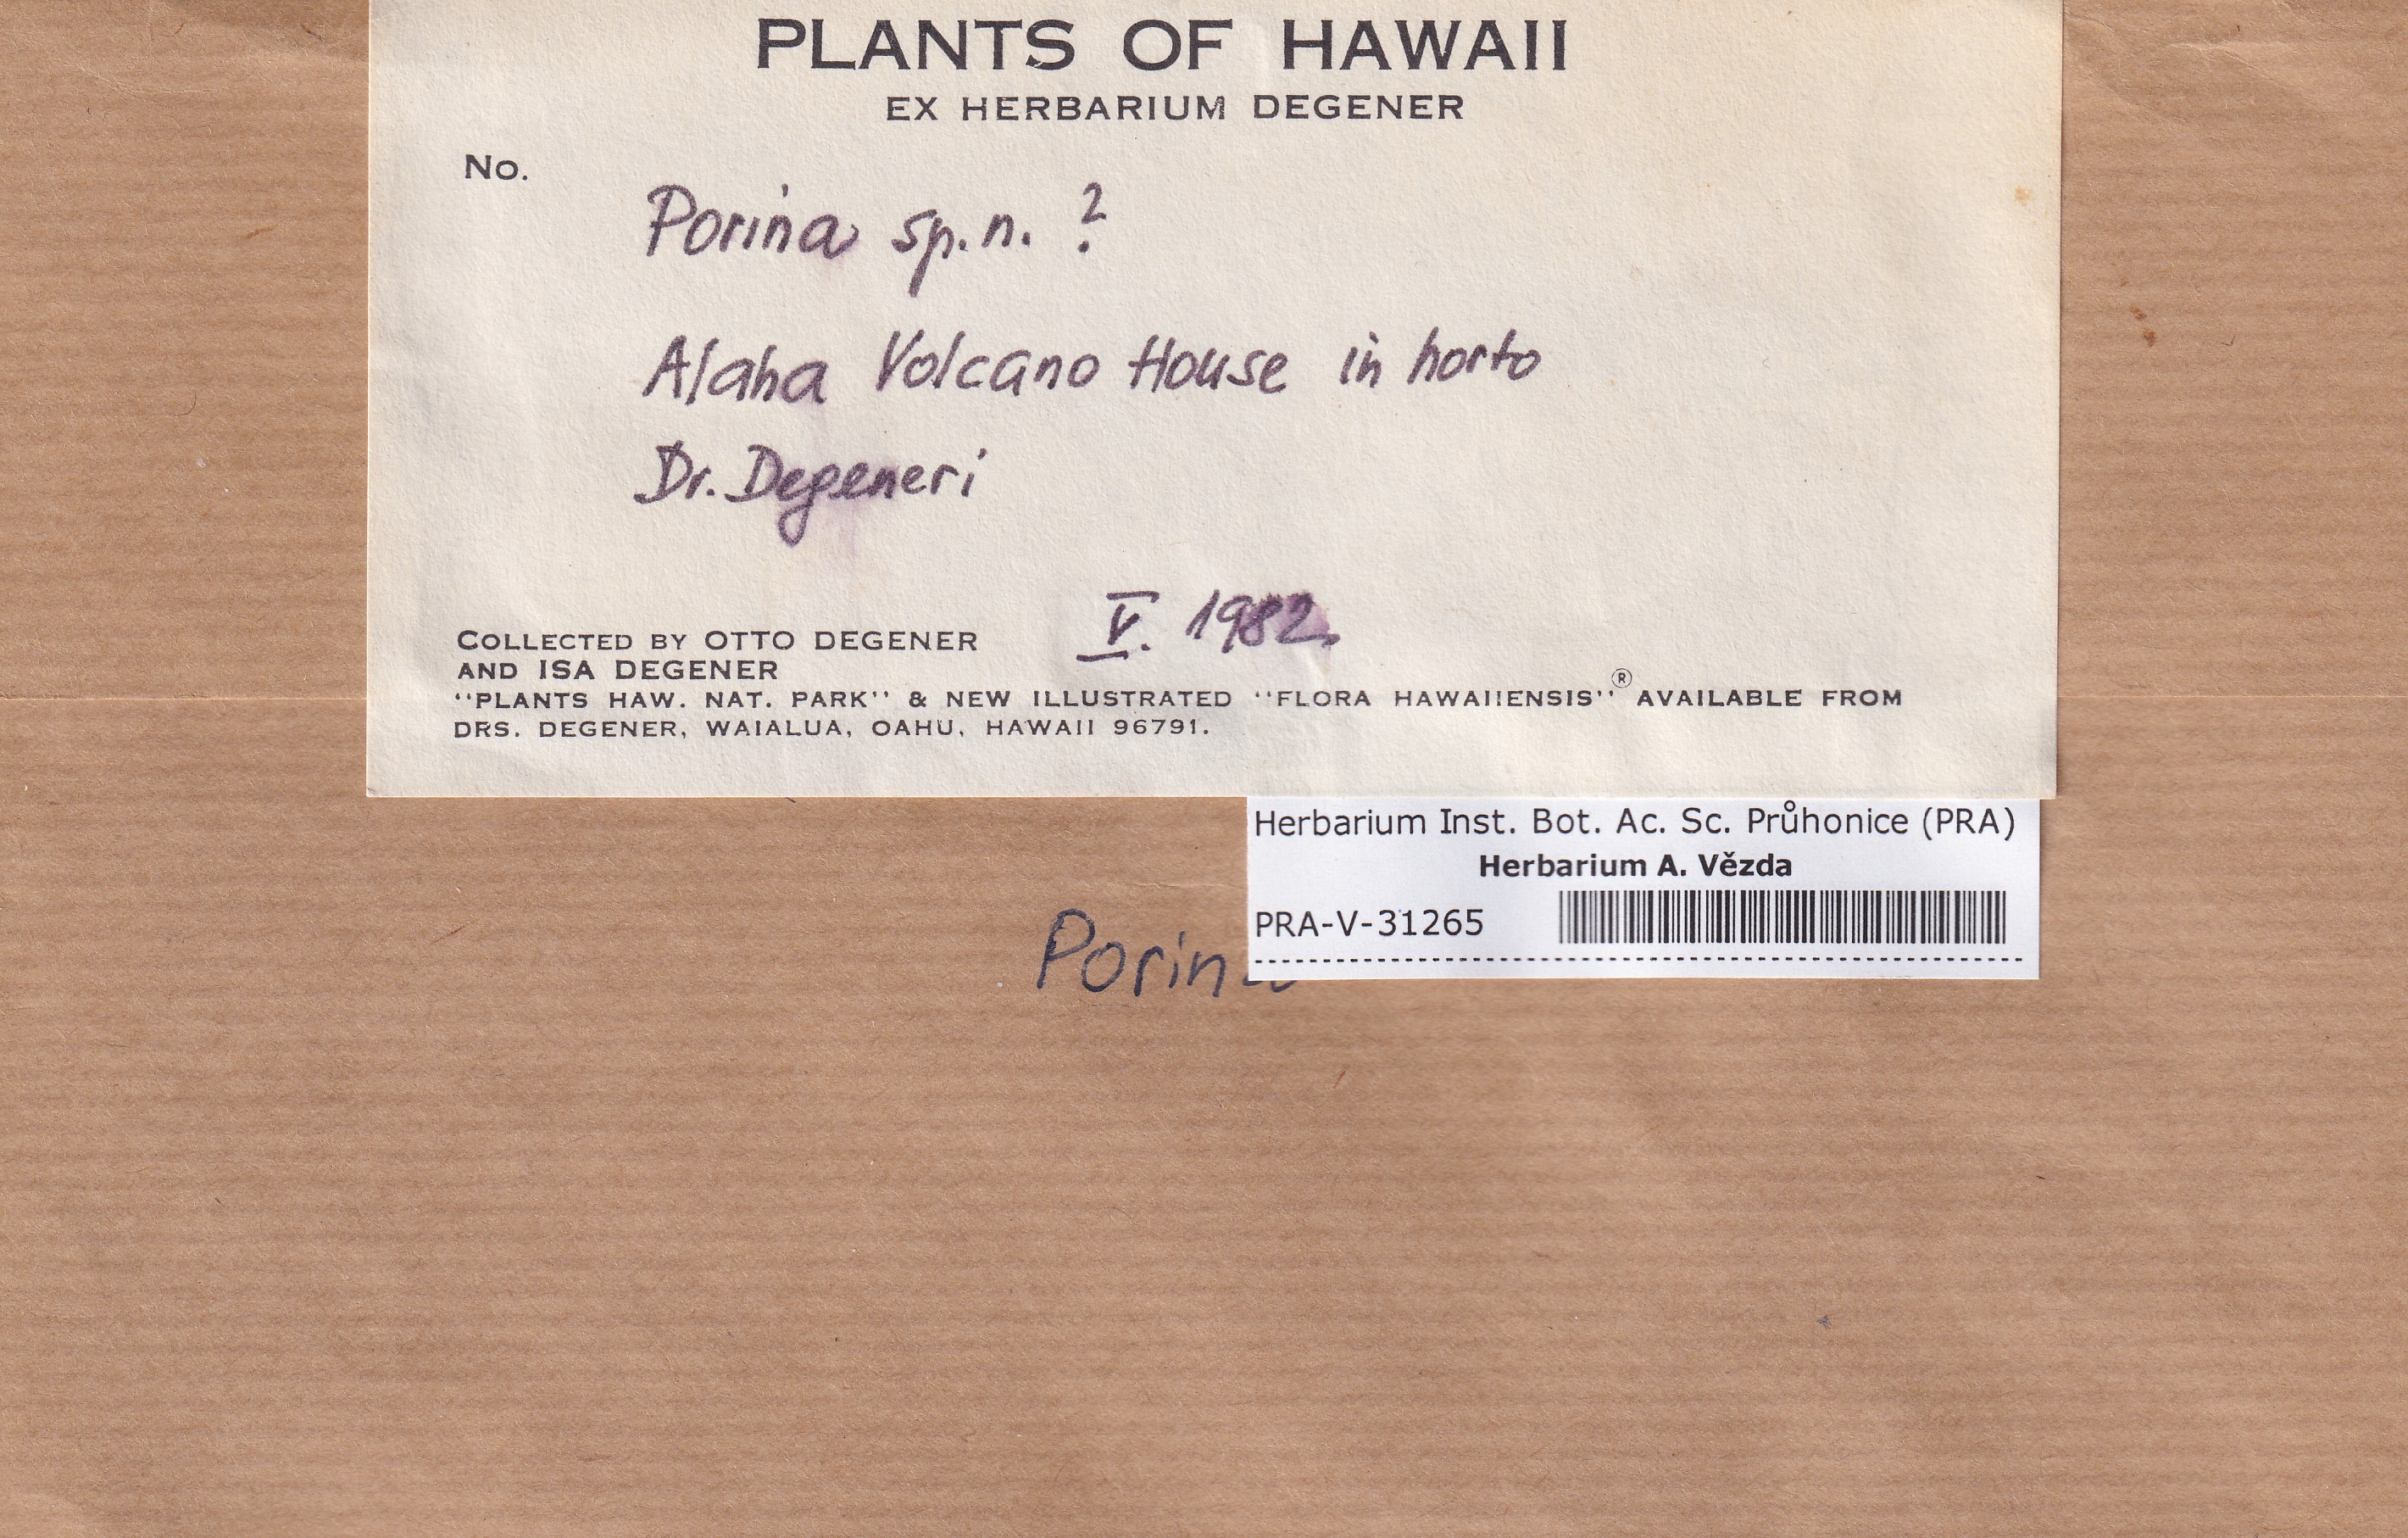 PLANTS OF HAWAII
EX HERBARIUM DEGENER
No.
Porina sp.n. ?
Alaha Volcano House in horto
Dr. Degeneri
V. 1982.
COLLECTED BY OTTO DEGENER
AND ISA DEGENER
"PLANTS HAW. NAT. PARK" & NEW ILLUSTRATED "FLORA HAWAIIENSIS"® AVAILABLE FROM
DRS. DEGENER, WAIALUA, OAHU, HAWAII 96791.
Herbarium Inst. Bot. Ac. Sc. Průhonice (PRA)
Herbarium A. Vězda
PRA-V-31265
Porina